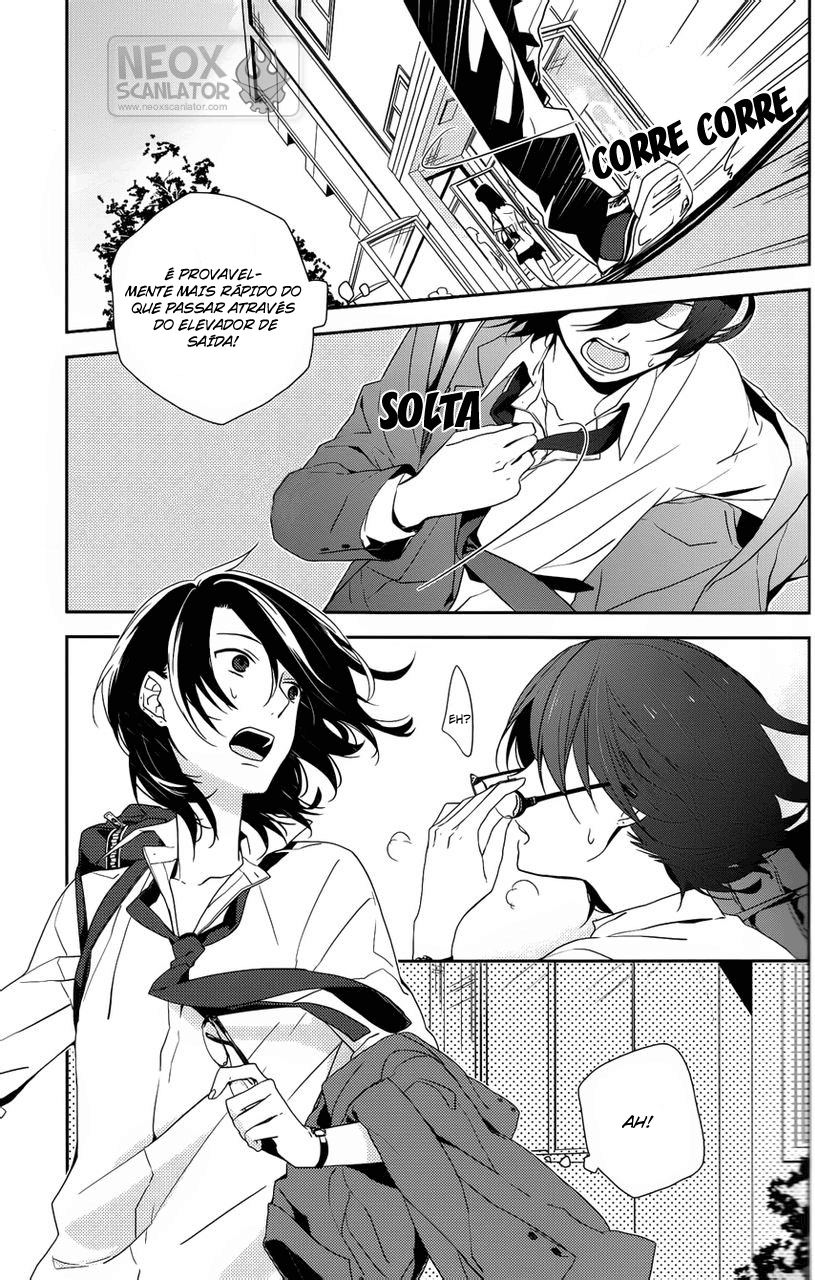 NEOX
SCANLATOR
www.neoxscanlator.com
CORRE CORRE
É PROVAVEL-
MENTE MAIS RÁPIDO DO
QUE PASSAR ATRAVÉS
DO ELEVADOR DE
SAÍDA!
SOLTA
EH?
AH!